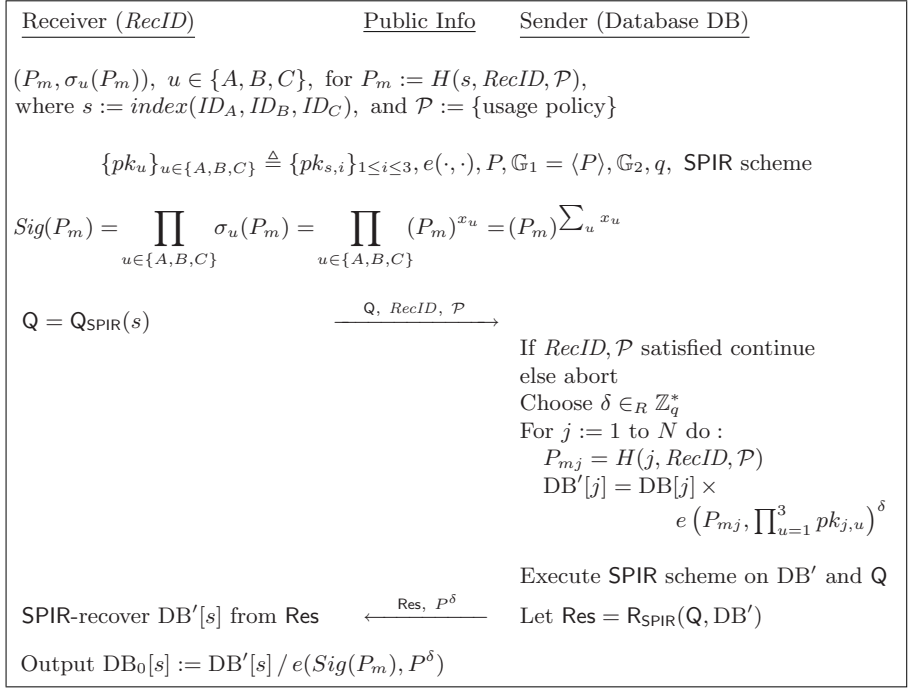 Receiver (RecID) Public Info Sender (Database DB)
(P_m, σ_u(P_m)), u ∈ {A, B, C}, for P_m := H(s, RecID, 𝒫),
where s := index(ID_A, ID_B, ID_C), and 𝒫 := {usage policy}
{pk_u}_{u∈{A,B,C}} ≜ {pk_{s,i}}_{1≤i≤3}, e(·, ·), P, 𝔾_1 = ⟨P⟩, 𝔾_2, q, SPIR scheme
Sig(P_m) = ∏_{u∈{A,B,C}} σ_u(P_m) = ∏_{u∈{A,B,C}} (P_m)^{x_u} = (P_m)^{∑_u x_u}
Q = Q_SPIR(s) Q, RecID, 𝒫 →
If RecID, 𝒫 satisfied continue
else abort
Choose δ ∈_R ℤ_q^*
For j := 1 to N do :
P_{mj} = H(j, RecID, 𝒫)
DB′[j] = DB[j] ×
e (P_{mj}, ∏_{u=1}^3 pk_{j,u})^δ
Execute SPIR scheme on DB′ and Q
SPIR-recover DB′[s] from Res ← Res, P^δ Let Res = R_SPIR(Q, DB′)
Output DB_0[s] := DB′[s] / e(Sig(P_m), P^δ)